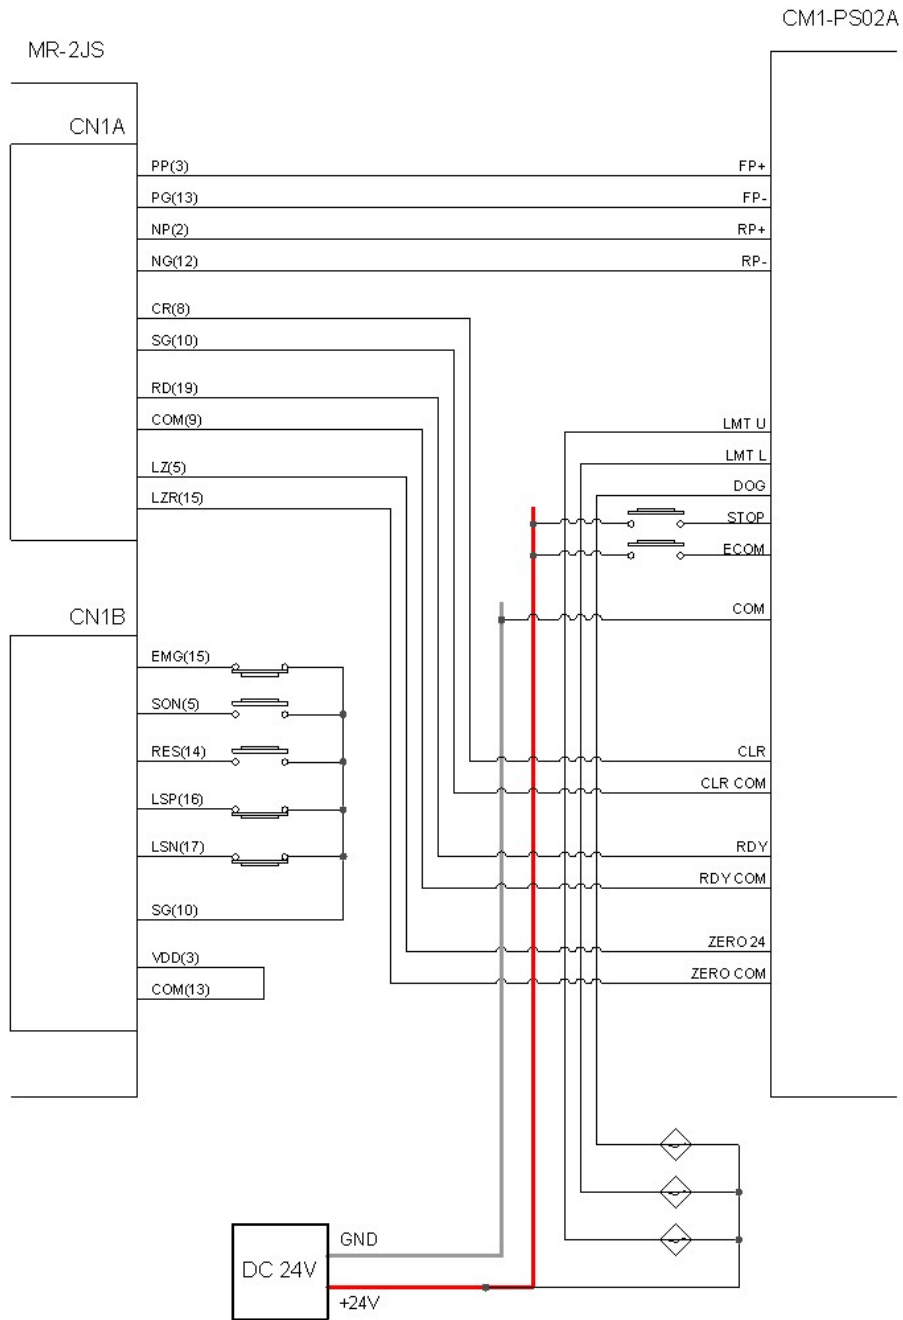 CM1-PS02A
MR-2JS
CN1A
PP(3)
FP+
PG(13)
FP-
NP(2)
RP+
NG(12)
RP-
CR(8)
SG(10)
RD(19)
COM(9)
LMT U
LMT L
LZ(5)
DOG
LZR(15)
STOP
ECOM
COM
CN1B
EMG(15)
SON(5)
RES(14)
CLR
CLR COM
LSP(16)
LSN(17)
RDY
RDY COM
SG(10)
ZERO 24
VDD(3)
ZERO COM
COM(13)
GND
DC 24V
+24V